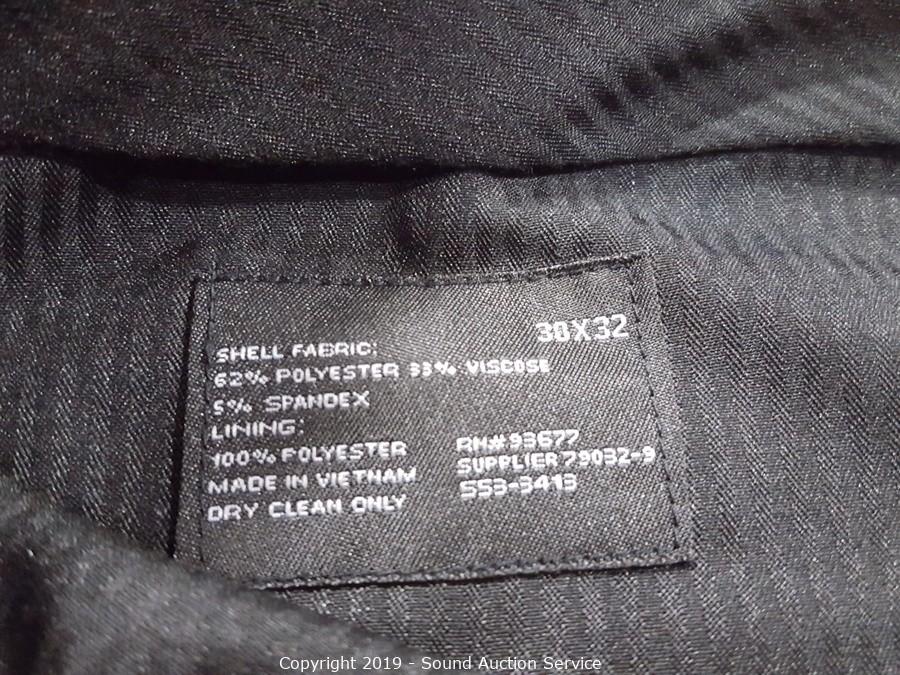 38X32
SHELL FABRIC:
62% POLYESTER 33% VISCOSE
5% SPANDEX
LINING:
100% POLYESTER
MADE IN VIETNAM
DRY CLEAN ONLY
RN#93677
SUPPLIER 79032-9
553-3413
Copyright 2019 - Sound Auction Service